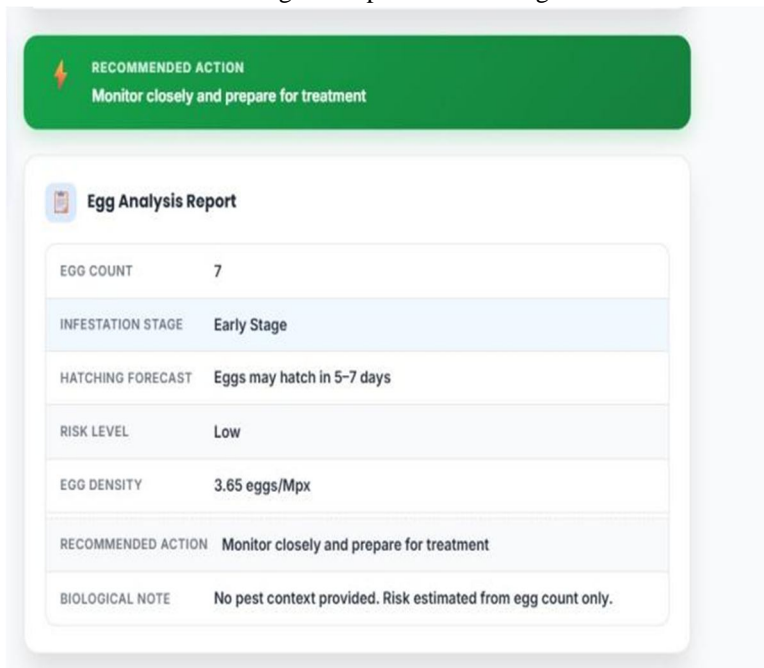 RECOMMENDED ACTION
Monitor closely and prepare for treatment
Egg Analysis Report
EGG COUNT 7
INFESTATION STAGE Early Stage
HATCHING FORECAST Eggs may hatch in 5–7 days
RISK LEVEL Low
EGG DENSITY 3.65 eggs/Mpx
RECOMMENDED ACTION Monitor closely and prepare for treatment
BIOLOGICAL NOTE No pest context provided. Risk estimated from egg count only.